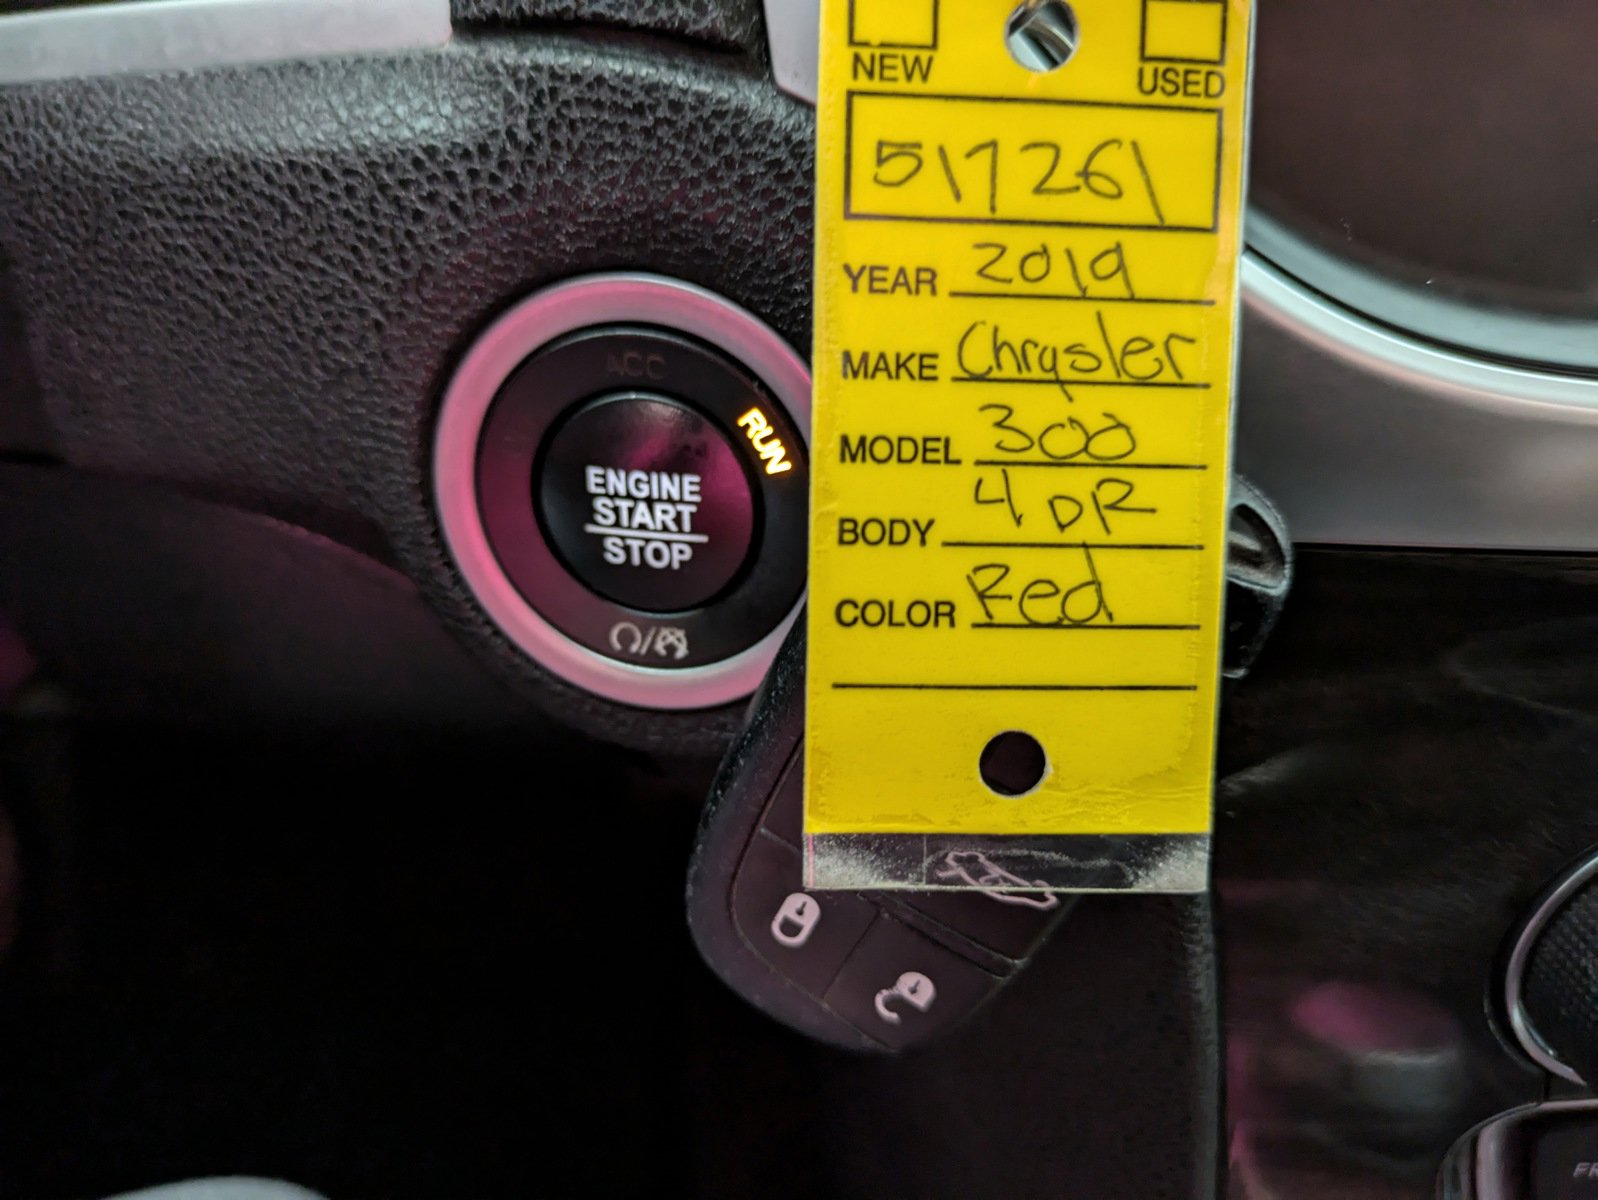 NEW USED
517261
YEAR 2019
MAKE Chrysler
MODEL 300
BODY 4 DR
COLOR Red
ACC
RUN
ENGINE
START
STOP